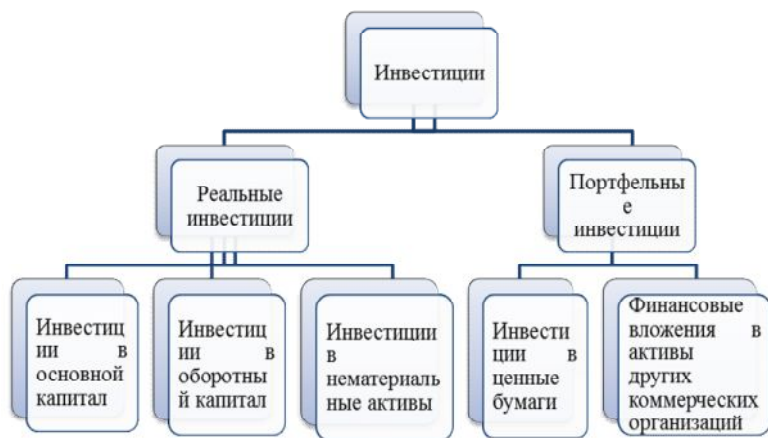 Инвестиции
Реальные
инвестиции
Портфельны
е
инвестиции
Инвестиц
ии в
основной
капитал
Инвестиц
ии в
оборотны
й капитал
Инвестиции
в
нематериаль
ные активы
Инвести
ции в
ценные
бумаги
Финансовые
вложения в
активы
других
коммерческих
организаций